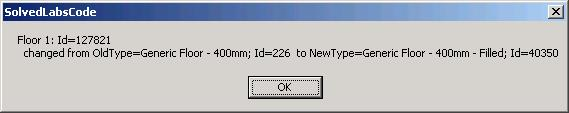 SolvedLabsCode
Floor 1: Id=127821
changed from OldType=Generic Floor - 400mm; Id=226 to NewType=Generic Floor - 400mm - Filled; Id=40350
OK